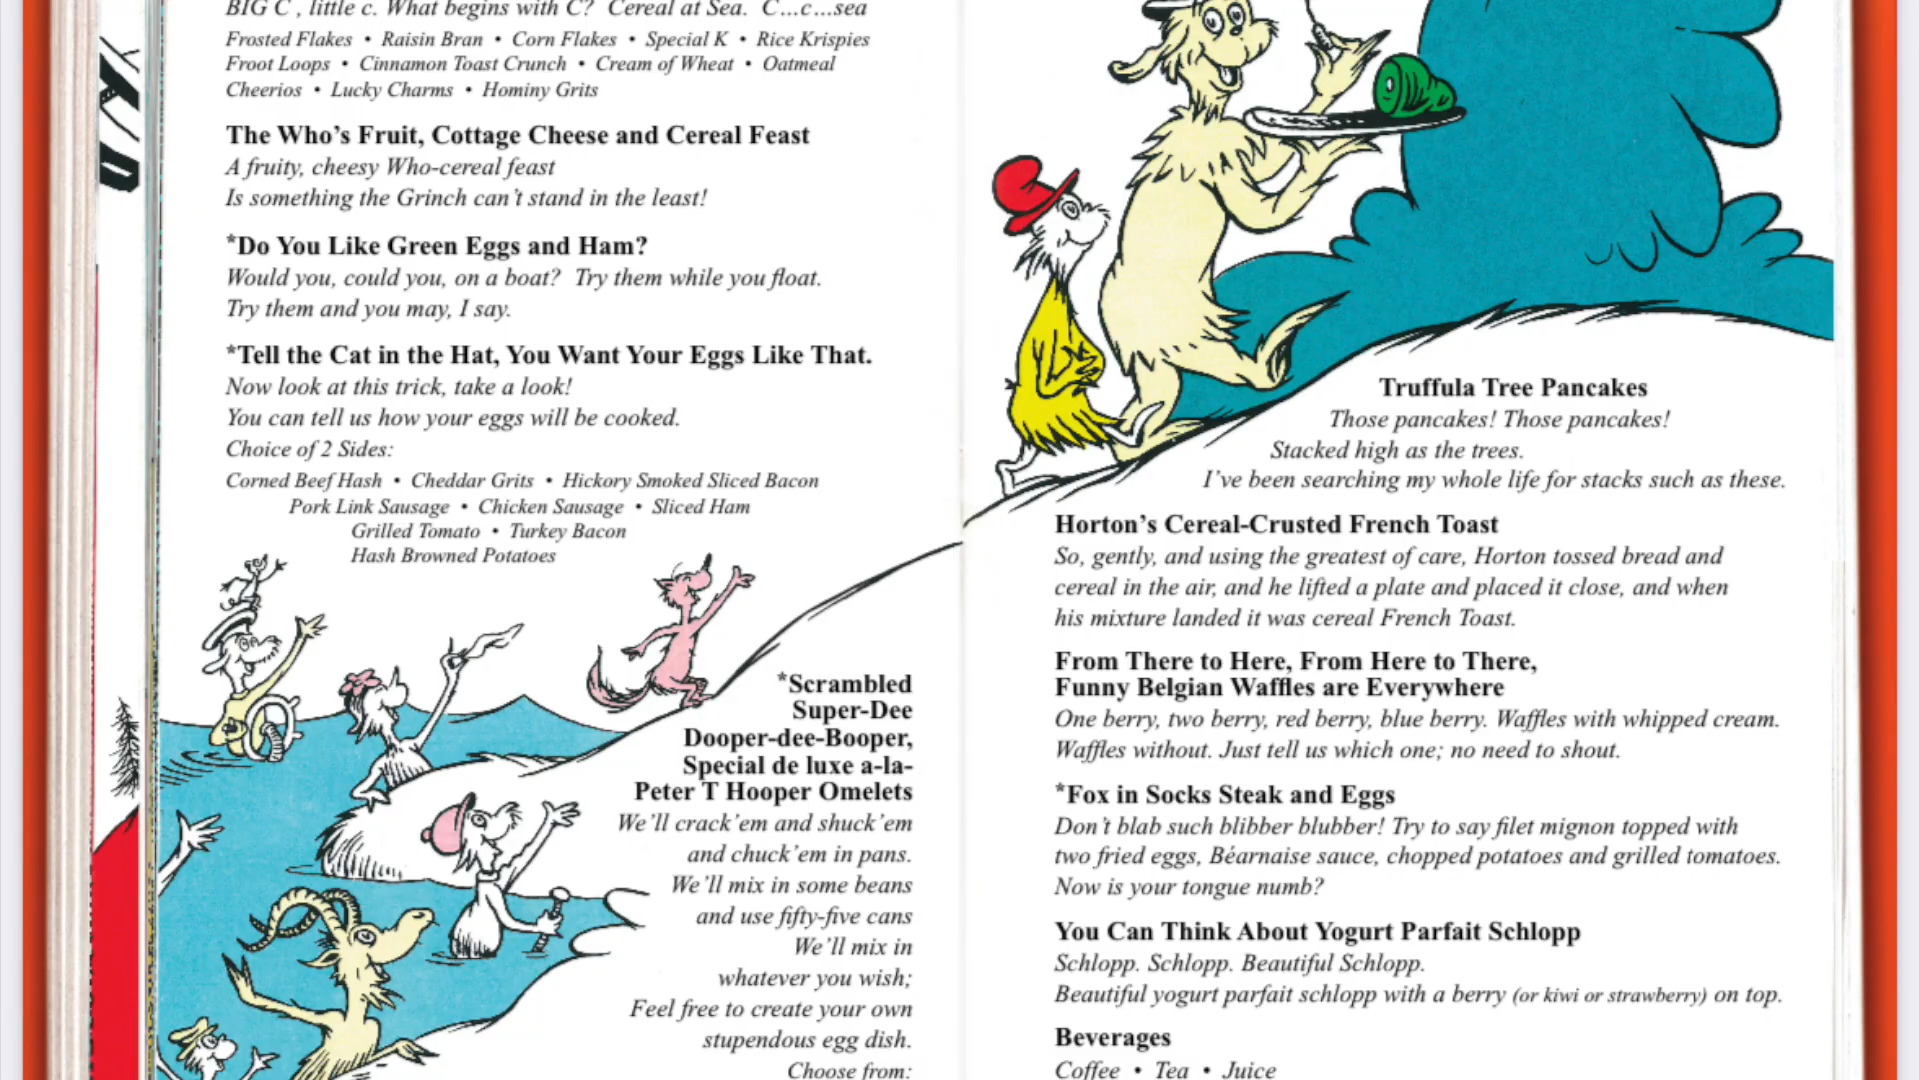 BIG C , little c. What begins with C? Cereal at Sea. C…c…sea
Frosted Flakes • Raisin Bran • Corn Flakes • Special K • Rice Krispies
Froot Loops • Cinnamon Toast Crunch • Cream of Wheat • Oatmeal
Cheerios • Lucky Charms • Hominy Grits
The Who's Fruit, Cottage Cheese and Cereal Feast
A fruity, cheesy Who-cereal feast
Is something the Grinch can't stand in the least!
*Do You Like Green Eggs and Ham?
Would you, could you, on a boat? Try them while you float.
Try them and you may, I say.
*Tell the Cat in the Hat, You Want Your Eggs Like That.
Now look at this trick, take a look!
You can tell us how your eggs will be cooked.
Choice of 2 Sides:
Corned Beef Hash • Cheddar Grits • Hickory Smoked Sliced Bacon
Pork Link Sausage • Chicken Sausage • Sliced Ham
Grilled Tomato • Turkey Bacon
Hash Browned Potatoes
*Scrambled
Super-Dee
Dooper-dee-Booper,
Special de luxe a-la-
Peter T Hooper Omelets
We'll crack'em and shuck'em
and chuck'em in pans.
We'll mix in some beans
and use fifty-five cans
We'll mix in
whatever you wish;
Feel free to create your own
stupendous egg dish.
Choose from:
Truffula Tree Pancakes
Those pancakes! Those pancakes!
Stacked high as the trees.
I've been searching my whole life for stacks such as these.
Horton's Cereal-Crusted French Toast
So, gently, and using the greatest of care, Horton tossed bread and
cereal in the air, and he lifted a plate and placed it close, and when
his mixture landed it was cereal French Toast.
From There to Here, From Here to There,
Funny Belgian Waffles are Everywhere
One berry, two berry, red berry, blue berry. Waffles with whipped cream.
Waffles without. Just tell us which one; no need to shout.
*Fox in Socks Steak and Eggs
Don't blab such blibber blubber! Try to say filet mignon topped with
two fried eggs, Béarnaise sauce, chopped potatoes and grilled tomatoes.
Now is your tongue numb?
You Can Think About Yogurt Parfait Schlopp
Schlopp. Schlopp. Beautiful Schlopp.
Beautiful yogurt parfait schlopp with a berry (or kiwi or strawberry) on top.
Beverages
Coffee • Tea • Juice